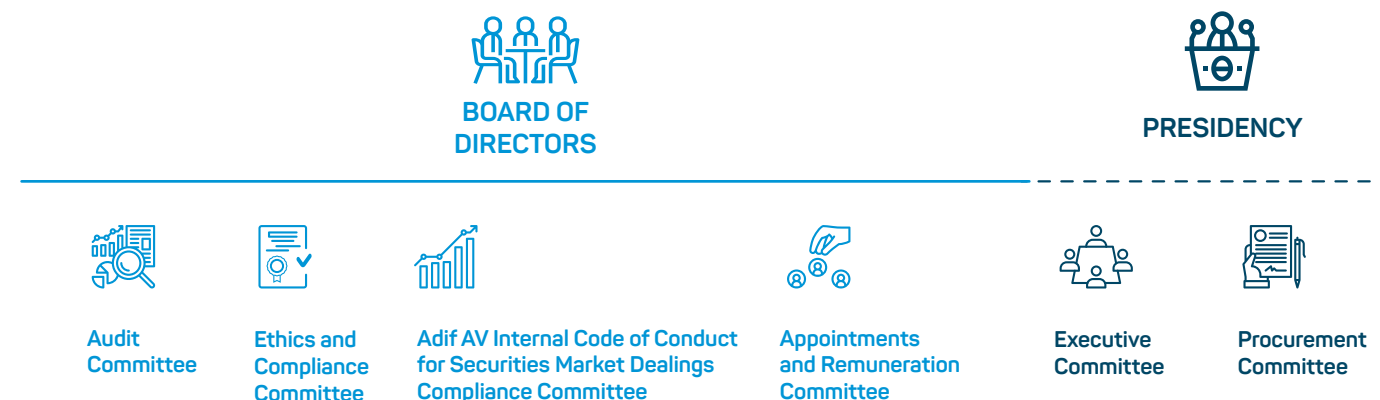 BOARD OF
DIRECTORS
PRESIDENCY
Audit
Committee
Ethics and
Compliance
Committee
Adif AV Internal Code of Conduct
for Securities Market Dealings
Compliance Committee
Appointments
and Remuneration
Committee
Executive
Committee
Procurement
Committee